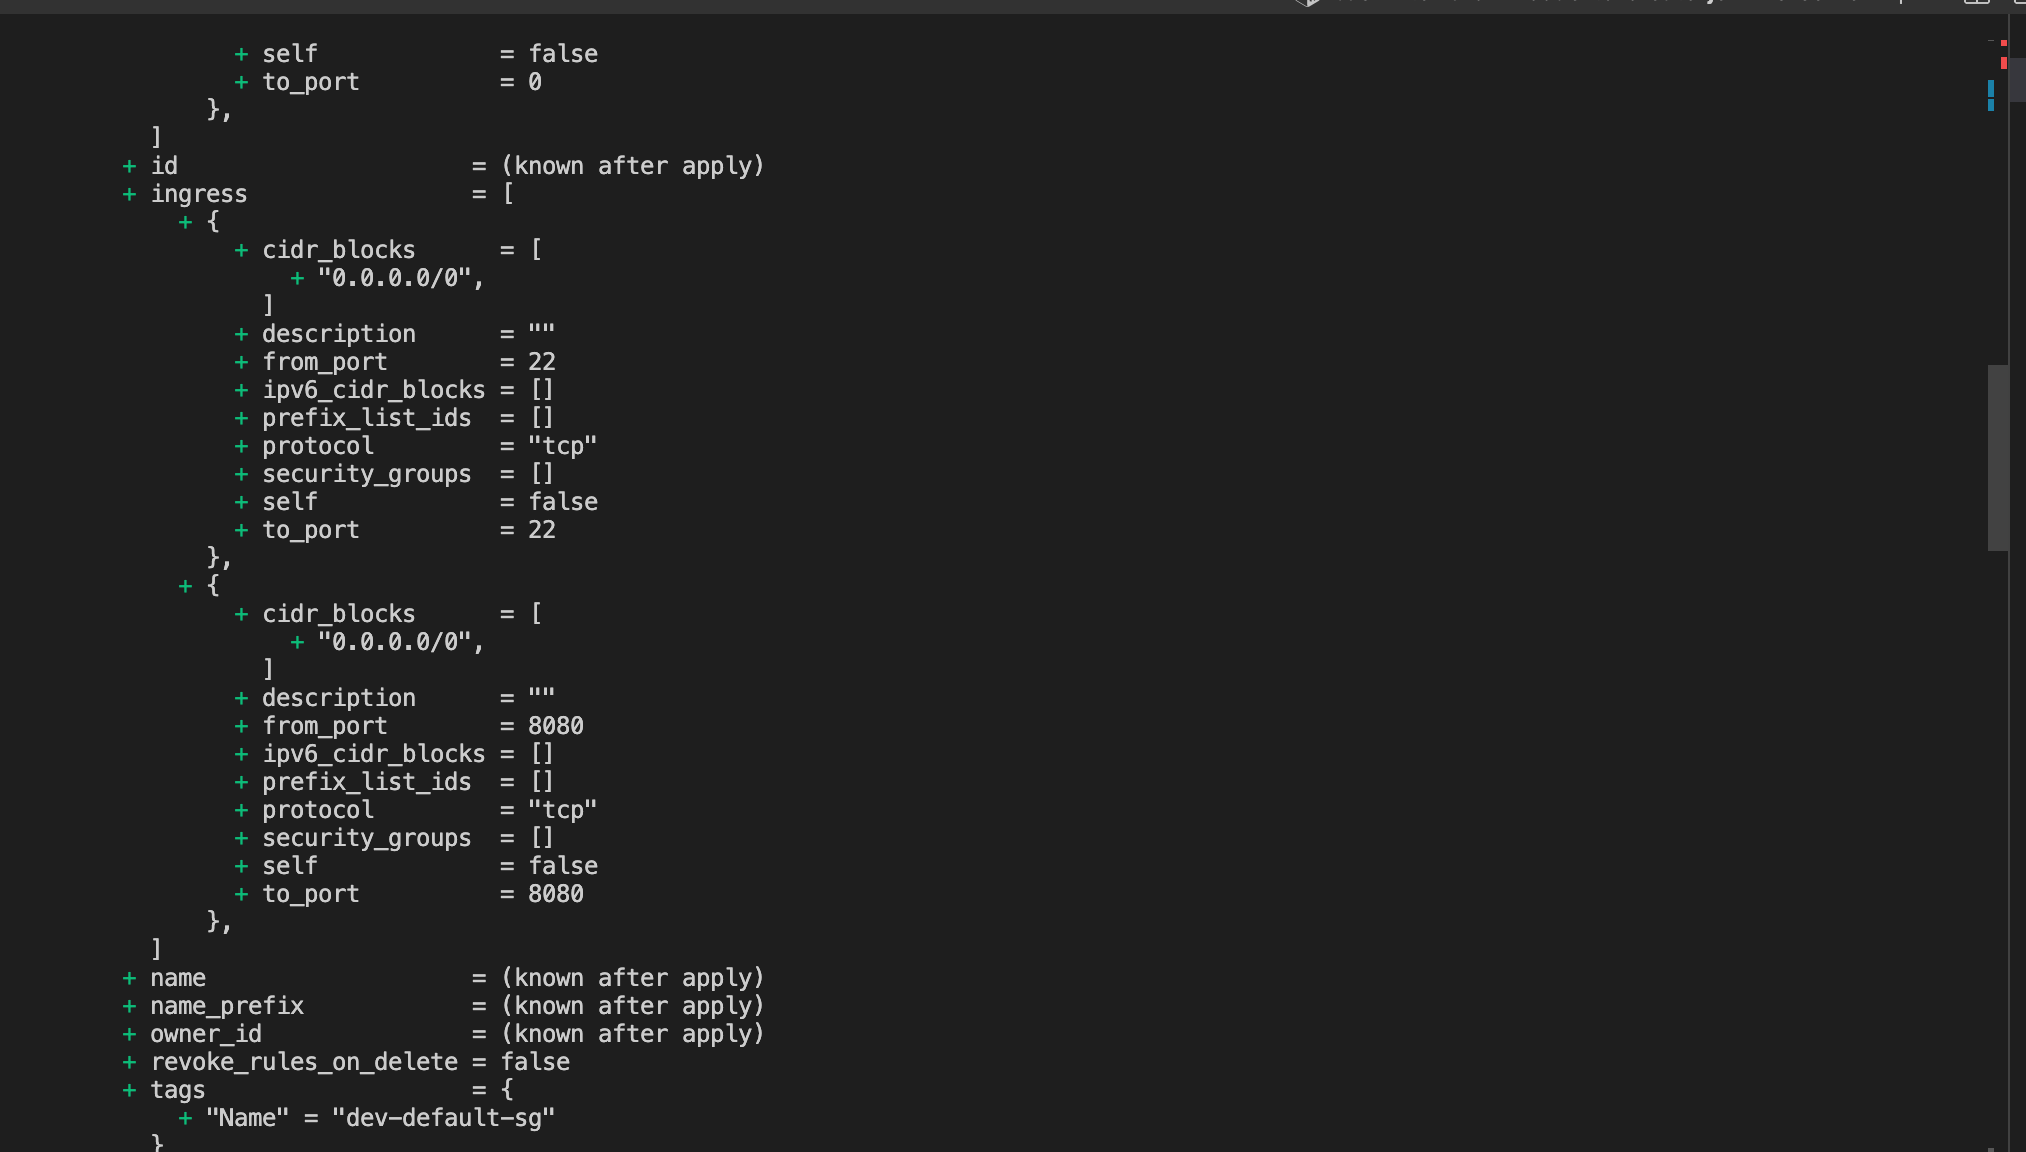 + self = false
+ to_port = 0
},
]
+ id = (known after apply)
+ ingress = [
+ {
+ cidr_blocks = [
+ "0.0.0.0/0",
]
+ description = ""
+ from_port = 22
+ ipv6_cidr_blocks = []
+ prefix_list_ids = []
+ protocol = "tcp"
+ security_groups = []
+ self = false
+ to_port = 22
},
+ {
+ cidr_blocks = [
+ "0.0.0.0/0",
]
+ description = ""
+ from_port = 8080
+ ipv6_cidr_blocks = []
+ prefix_list_ids = []
+ protocol = "tcp"
+ security_groups = []
+ self = false
+ to_port = 8080
},
]
+ name = (known after apply)
+ name_prefix = (known after apply)
+ owner_id = (known after apply)
+ revoke_rules_on_delete = false
+ tags = {
+ "Name" = "dev-default-sg"
}